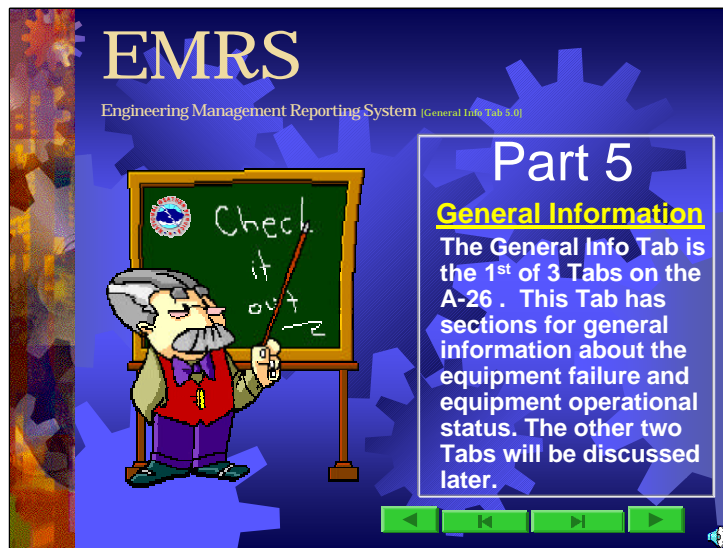 EMRS
Engineering Management Reporting System [General Info Tab 5.0]
Check
it
out
Part 5
General Information
The General Info Tab is
the 1st of 3 Tabs on the
A-26 . This Tab has
sections for general
information about the
equipment failure and
equipment operational
status. The other two
Tabs will be discussed
later.